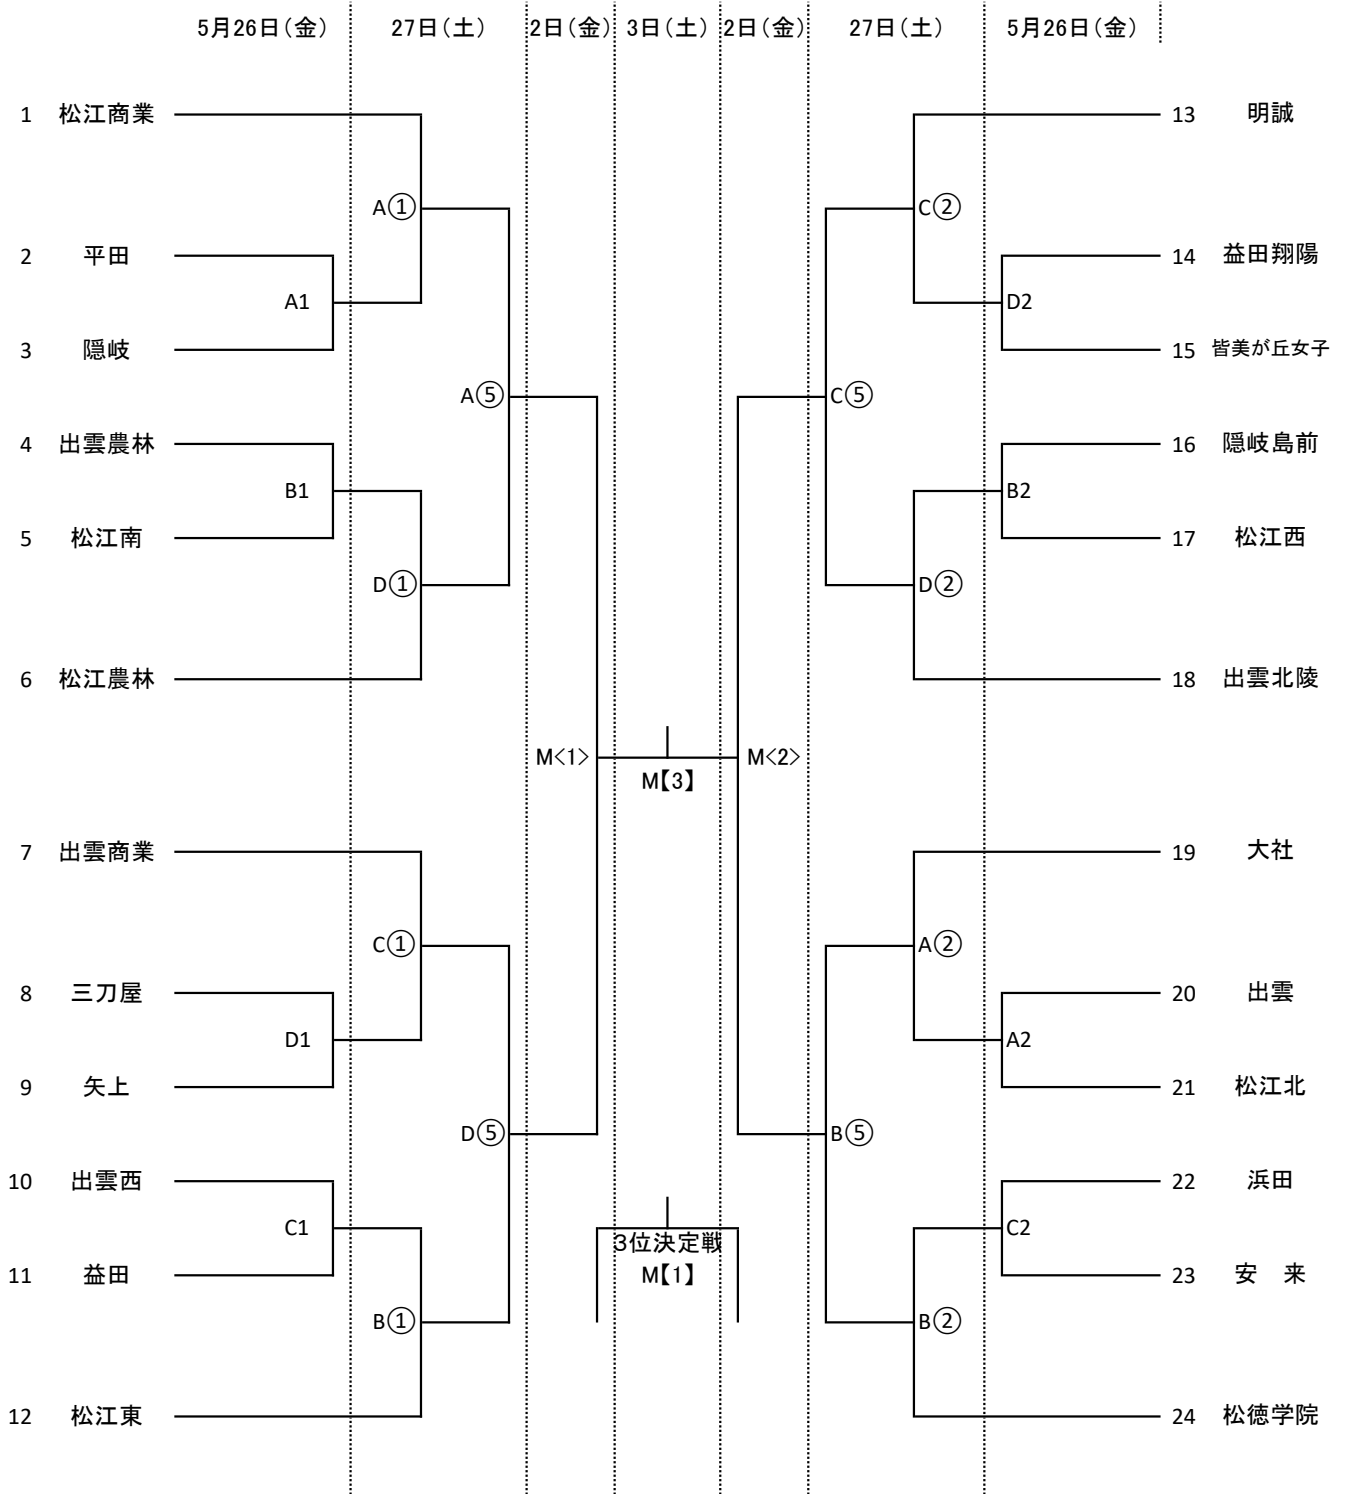 5月26日(金) 27日(土) 2日(金) 3日(土) 2日(金) 27日(土) 5月26日(金)
1 松江商業 13 明誠
A① C②
2 平田 14 益田翔陽
A1 D2
3 隠岐 15 皆美が丘女子
A⑤ C⑤
4 出雲農林 16 隠岐島前
B1 B2
5 松江南 17 松江西
D① D②
6 松江農林 18 出雲北陵
M<1> M<2>
M【3】
7 出雲商業 19 大社
C① A②
8 三刀屋 20 出雲
D1 A2
9 矢上 21 松江北
D⑤ B⑤
10 出雲西 22 浜田
C1 C2
3位決定戦
11 益田 M【1】 23 安　来
B① B②
12 松江東 24 松徳学院